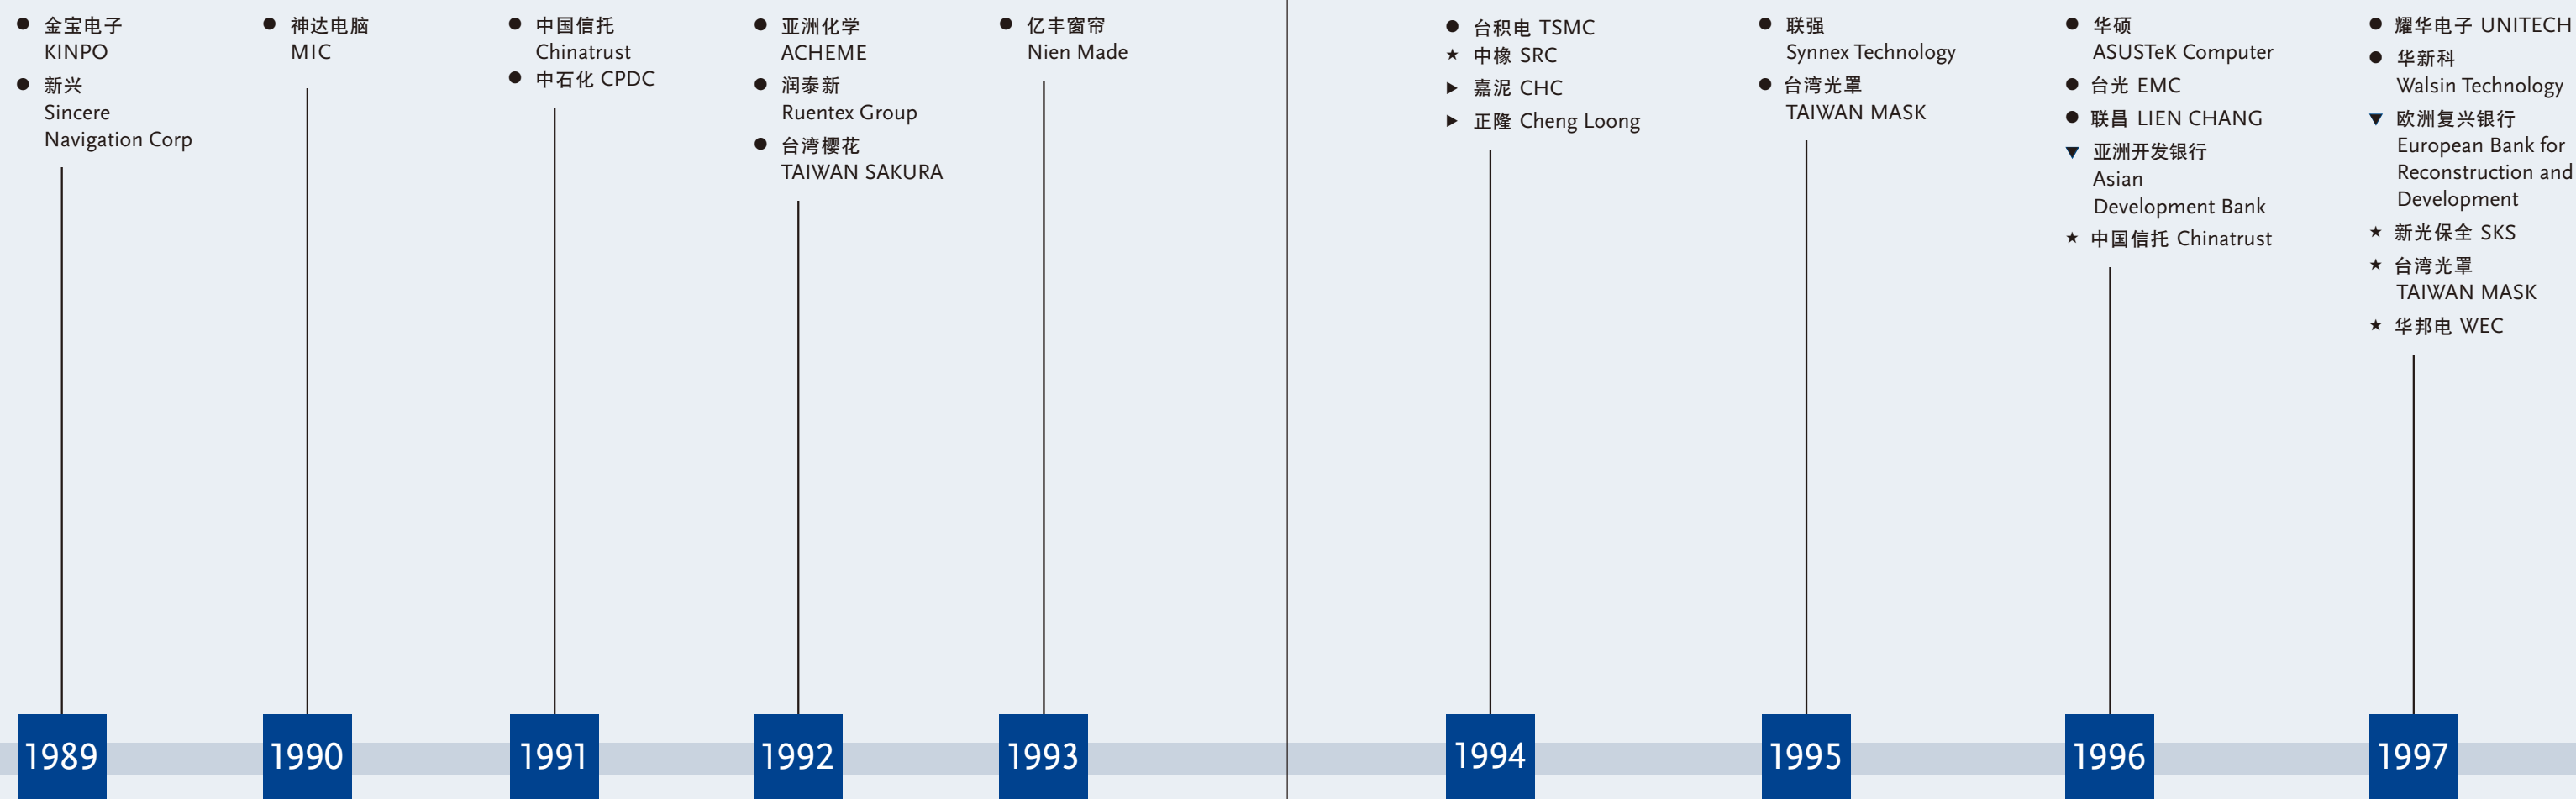 ● 金宝电子
KINPO
● 新兴
Sincere
Navigation Corp
● 神达电脑
MIC
● 中国信托
Chinatrust
● 中石化 CPDC
● 亚洲化学
ACHEME
● 润泰新
Ruentex Group
● 台湾樱花
TAIWAN SAKURA
● 亿丰窗帘
Nien Made
● 台积电 TSMC
★ 中橡 SRC
▶ 嘉泥 CHC
▶ 正隆 Cheng Loong
● 联强
Synnex Technology
● 台湾光罩
TAIWAN MASK
● 华硕
ASUSTeK Computer
● 台光 EMC
● 联昌 LIEN CHANG
▼ 亚洲开发银行
Asian
Development Bank
★ 中国信托 Chinatrust
● 耀华电子 UNITECH
● 华新科
Walsin Technology
▼ 欧洲复兴银行
European Bank for
Reconstruction and
Development
★ 新光保全 SKS
★ 台湾光罩
TAIWAN MASK
★ 华邦电 WEC
1989
1990
1991
1992
1993
1994
1995
1996
1997